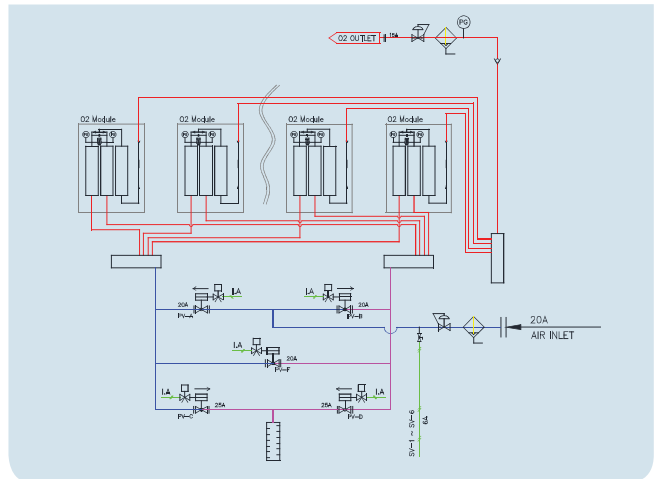 PG
O2 OUTLET
15A
O2 Module
O2 Module
O2 Module
O2 Module
I.A
I.A
20A
20A
PV-A
PV-B
20A
AIR INLET
I.A
20A
PV-F
I.A
I.A
25A
25A
PV-C
PV-D
SV-1 ~ SV-6
6A